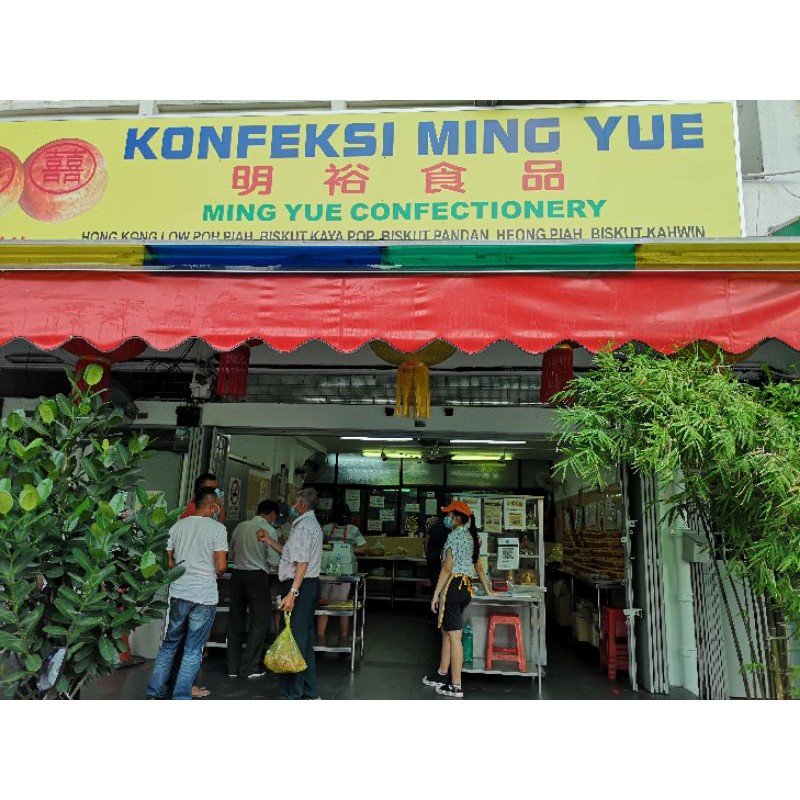 KONFEKSI MING YUE
明裕食品
MING YUE CONFECTIONERY
HONG KONG LOW POH PIAH BISKUT KAYA POP BISKUT PANDAN HEONG PIAH BISKUT KAHWIN
囍